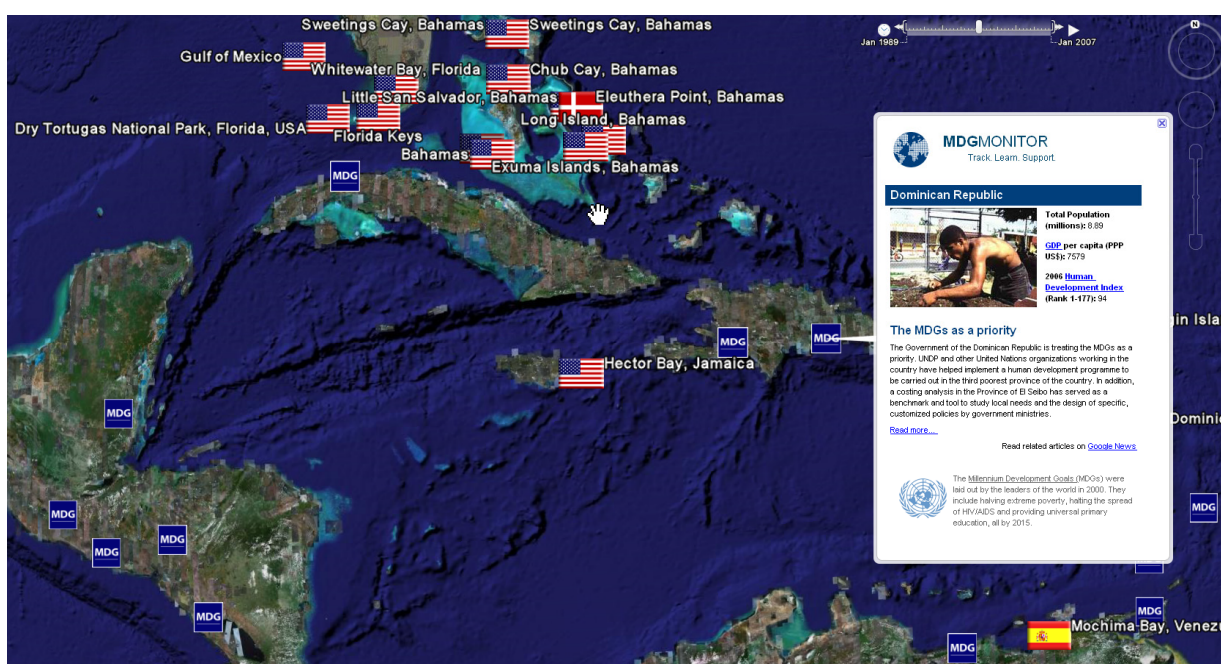 Sweetings Cay, Bahamas
Sweetings Cay, Bahamas
Jan 1989
Jan 2007
N
Gulf of Mexico
Whitewater Bay, Florida
Chub Cay, Bahamas
Little San Salvador, Bahamas
Eleuthera Point, Bahamas
Dry Tortugas National Park, Florida, USA
Florida Keys
Long Island, Bahamas
Bahamas
Exuma Islands, Bahamas
MDG
MDGMONITOR
Track. Learn. Support.
Dominican Republic
Total Population
(millions): 8.89
GDP per capita (PPP
US$): 7579
2006 Human
Development Index
(Rank 1-177): 94
The MDGs as a priority
The Government of the Dominican Republic is treating the MDGs as a
priority. UNDP and other United Nations organizations working in the
country have helped implement a human development programme to
be carried out in the third poorest province of the country. In addition,
a costing analysis in the Province of El Seibo has served as a
benchmark and tool to study local needs and the design of specific,
customized policies by government ministries.
Read more...
Read related articles on Google News
The Millennium Development Goals (MDGs) were
laid out by the leaders of the world in 2000. They
include halving extreme poverty, halting the spread
of HIV/AIDS and providing universal primary
education, all by 2015.
MDG
MDG
Hector Bay, Jamaica
MDG
MDG
MDG
MDG
MDG
MDG
MDG
MDG
Mochima Bay, Venezu